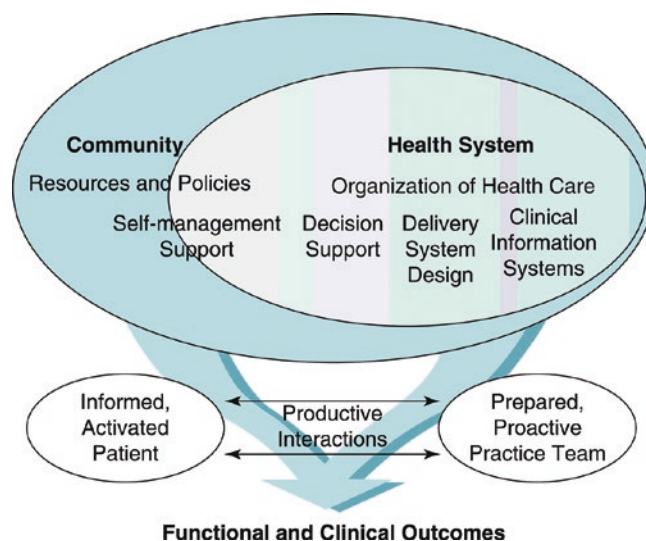 Community
Health System
Resources and Policies
Organization of Health Care
Self-management
Support
Decision
Support
Delivery
System
Design
Clinical
Information
Systems
Informed,
Activated
Patient
Productive
Interactions
Prepared,
Proactive
Practice Team
Functional and Clinical Outcomes